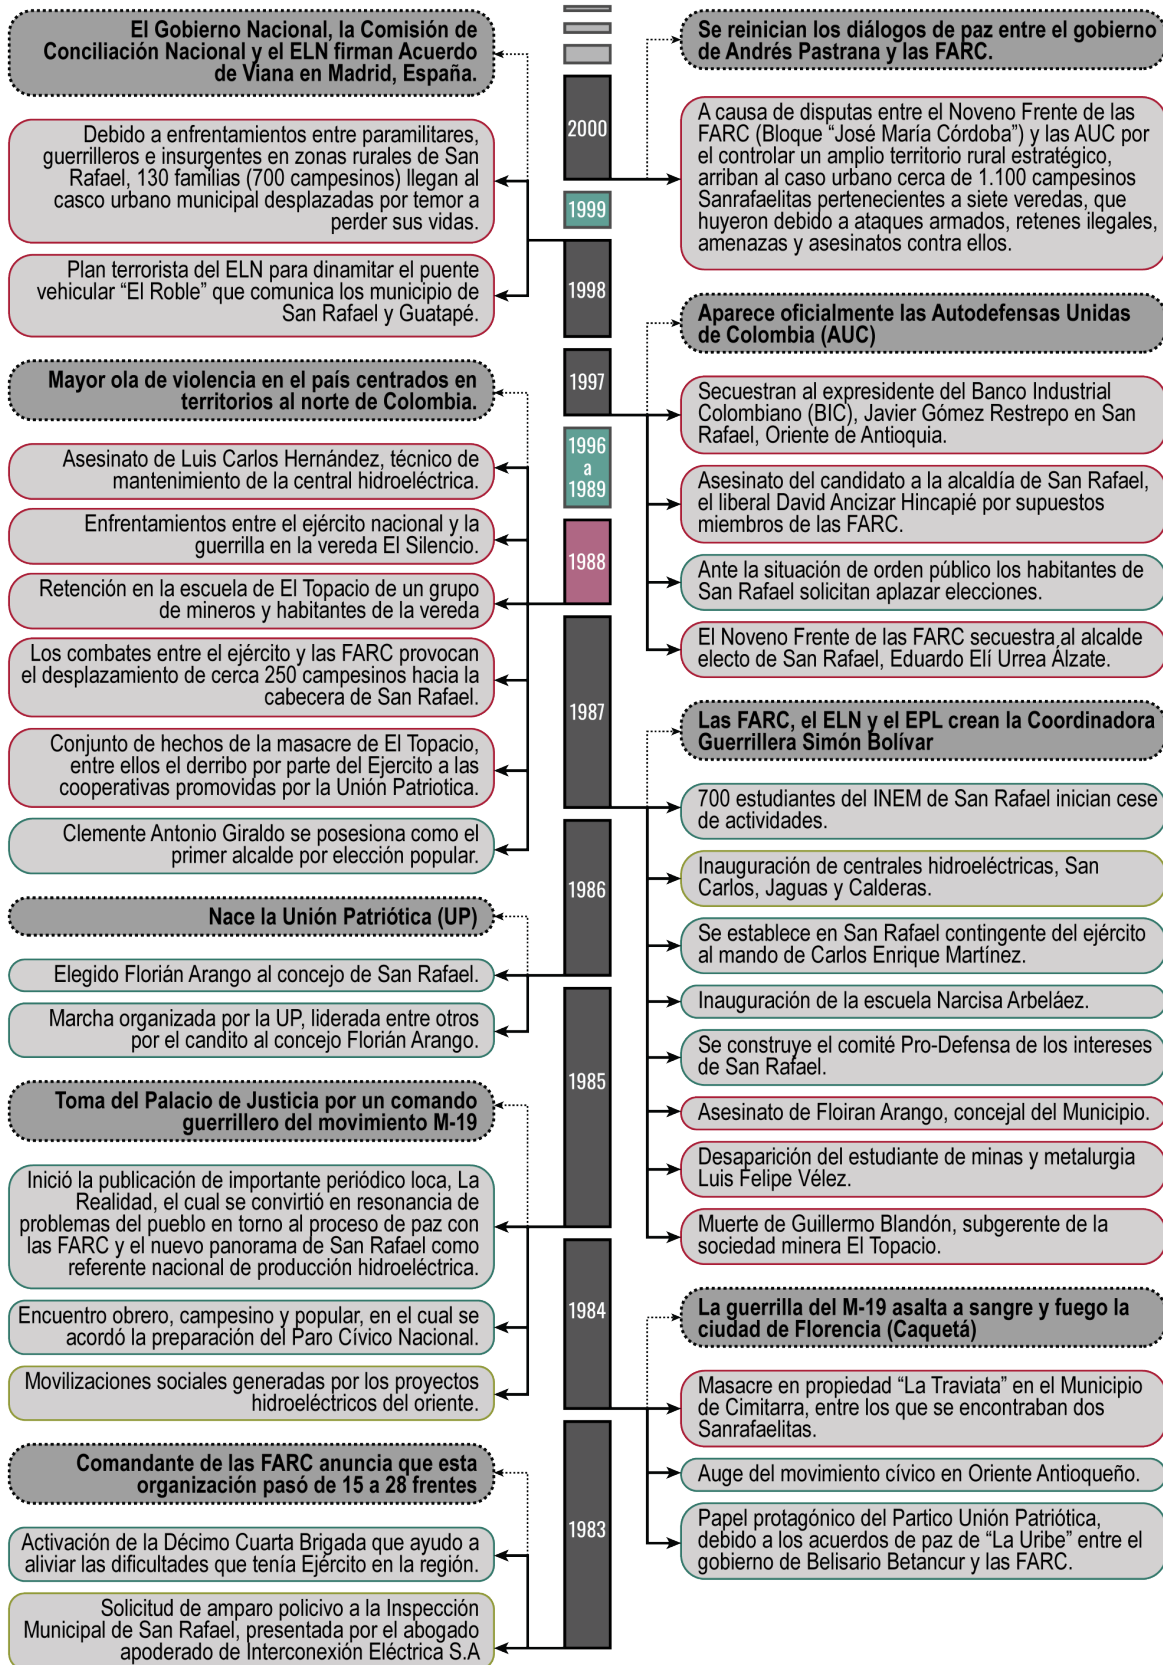 El Gobierno Nacional, la Comisión de
Conciliación Nacional y el ELN firman Acuerdo
de Viana en Madrid, España.
Debido a enfrentamientos entre paramilitares,
guerrilleros e insurgentes en zonas rurales de San
Rafael, 130 familias (700 campesinos) llegan al
casco urbano municipal desplazadas por temor a
perder sus vidas.
Plan terrorista del ELN para dinamitar el puente
vehicular “El Roble” que comunica los municipio de
San Rafael y Guatapé.
Mayor ola de violencia en el país centrados en
territorios al norte de Colombia.
Asesinato de Luis Carlos Hernández, técnico de
mantenimiento de la central hidroeléctrica.
Enfrentamientos entre el ejército nacional y la
guerrilla en la vereda El Silencio.
Retención en la escuela de El Topacio de un grupo
de mineros y habitantes de la vereda
Los combates entre el ejército y las FARC provocan
el desplazamiento de cerca 250 campesinos hacia la
cabecera de San Rafael.
Conjunto de hechos de la masacre de El Topacio,
entre ellos el derribo por parte del Ejercito a las
cooperativas promovidas por la Unión Patriotica.
Clemente Antonio Giraldo se posesiona como el
primer alcalde por elección popular.
Nace la Unión Patriótica (UP)
Elegido Florián Arango al concejo de San Rafael.
Marcha organizada por la UP, liderada entre otros
por el candito al concejo Florián Arango.
Toma del Palacio de Justicia por un comando
guerrillero del movimiento M-19
Inició la publicación de importante periódico loca, La
Realidad, el cual se convirtió en resonancia de
problemas del pueblo en torno al proceso de paz con
las FARC y el nuevo panorama de San Rafael como
referente nacional de producción hidroeléctrica.
Encuentro obrero, campesino y popular, en el cual se
acordó la preparación del Paro Cívico Nacional.
Movilizaciones sociales generadas por los proyectos
hidroeléctricos del oriente.
Comandante de las FARC anuncia que esta
organización pasó de 15 a 28 frentes
Activación de la Décimo Cuarta Brigada que ayudo a
aliviar las dificultades que tenía Ejército en la región.
Solicitud de amparo policivo a la Inspección
Municipal de San Rafael, presentada por el abogado
apoderado de Interconexión Eléctrica S.A
2000
1999
1998
1997
1996
a
1989
1988
1987
1986
1985
1984
1983
Se reinician los diálogos de paz entre el gobierno
de Andrés Pastrana y las FARC.
A causa de disputas entre el Noveno Frente de las
FARC (Bloque “José María Córdoba”) y las AUC por
el controlar un amplio territorio rural estratégico,
arriban al caso urbano cerca de 1.100 campesinos
Sanrafaelitas pertenecientes a siete veredas, que
huyeron debido a ataques armados, retenes ilegales,
amenazas y asesinatos contra ellos.
Aparece oficialmente las Autodefensas Unidas
de Colombia (AUC)
Secuestran al expresidente del Banco Industrial
Colombiano (BIC), Javier Gómez Restrepo en San
Rafael, Oriente de Antioquia.
Asesinato del candidato a la alcaldía de San Rafael,
el liberal David Ancizar Hincapié por supuestos
miembros de las FARC.
Ante la situación de orden público los habitantes de
San Rafael solicitan aplazar elecciones.
El Noveno Frente de las FARC secuestra al alcalde
electo de San Rafael, Eduardo Elí Urrea Álzate.
Las FARC, el ELN y el EPL crean la Coordinadora
Guerrillera Simón Bolívar
700 estudiantes del INEM de San Rafael inician cese
de actividades.
Inauguración de centrales hidroeléctricas, San
Carlos, Jaguas y Calderas.
Se establece en San Rafael contingente del ejército
al mando de Carlos Enrique Martínez.
Inauguración de la escuela Narcisa Arbeláez.
Se construye el comité Pro-Defensa de los intereses
de San Rafael.
Asesinato de Floiran Arango, concejal del Municipio.
Desaparición del estudiante de minas y metalurgia
Luis Felipe Vélez.
Muerte de Guillermo Blandón, subgerente de la
sociedad minera El Topacio.
La guerrilla del M-19 asalta a sangre y fuego la
ciudad de Florencia (Caquetá)
Masacre en propiedad “La Traviata” en el Municipio
de Cimitarra, entre los que se encontraban dos
Sanrafaelitas.
Auge del movimiento cívico en Oriente Antioqueño.
Papel protagónico del Partico Unión Patriótica,
debido a los acuerdos de paz de “La Uribe” entre el
gobierno de Belisario Betancur y las FARC.